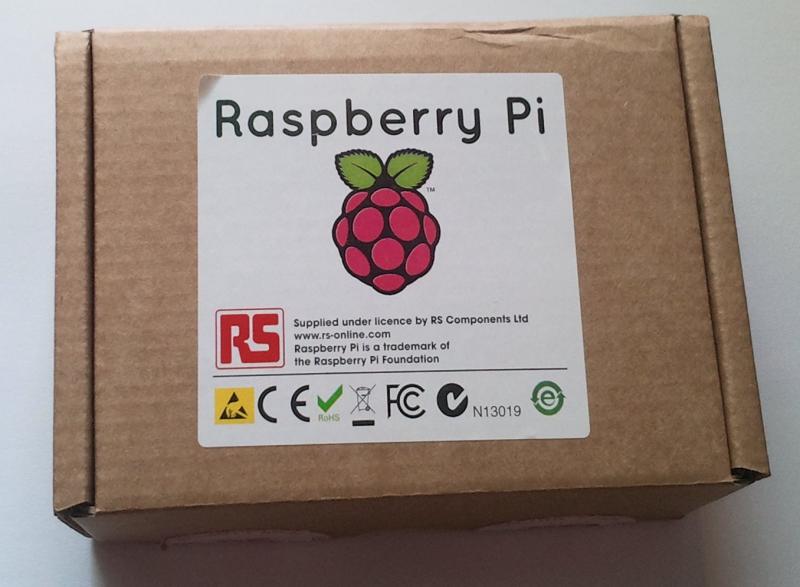 Raspberry Pi
TM
RS
Supplied under licence by RS Components Ltd
www.rs-online.com
Raspberry Pi is a trademark of
the Raspberry Pi Foundation
CE RoHS FC N13019
e